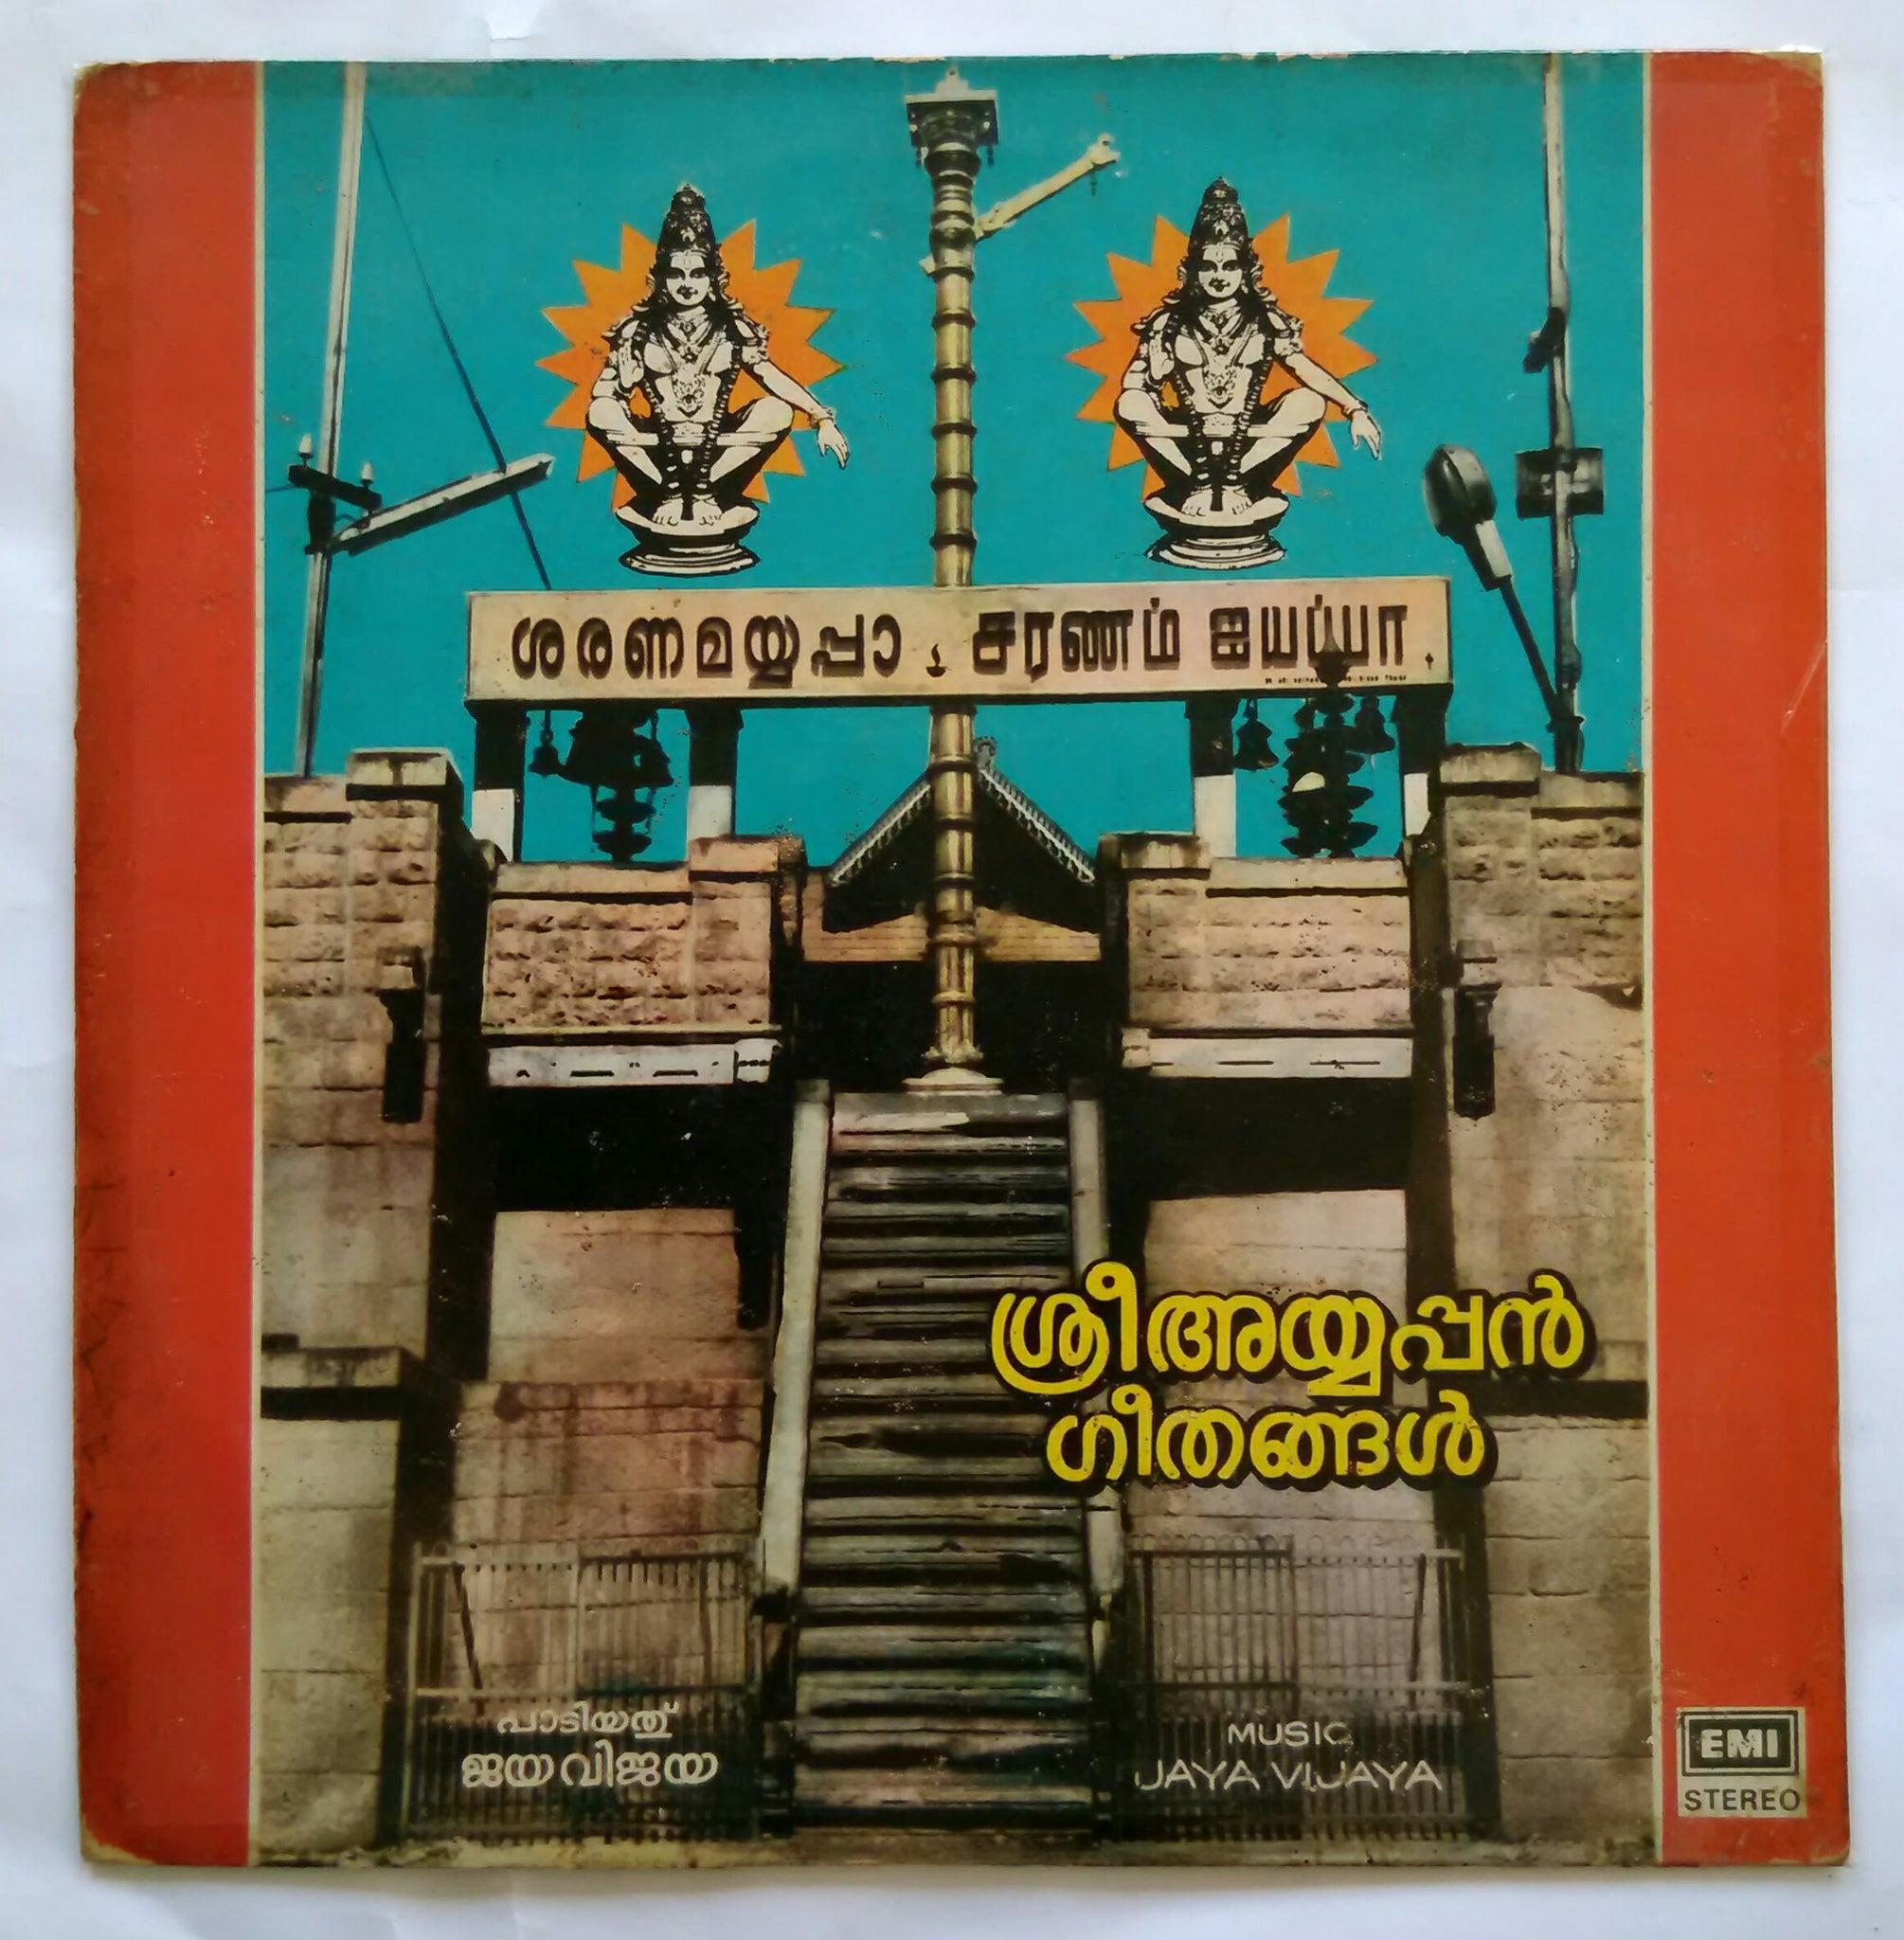 ശരണമയ്യപ്പാ. சரணம் ஐயப்பா.
ശ്രീ അയ്യപ്പൻ
ഗീതങ്ങൾ
പാടിയത്
ജയവിജയ
MUSIC
JAYA VIJAYA
EMI
STEREO